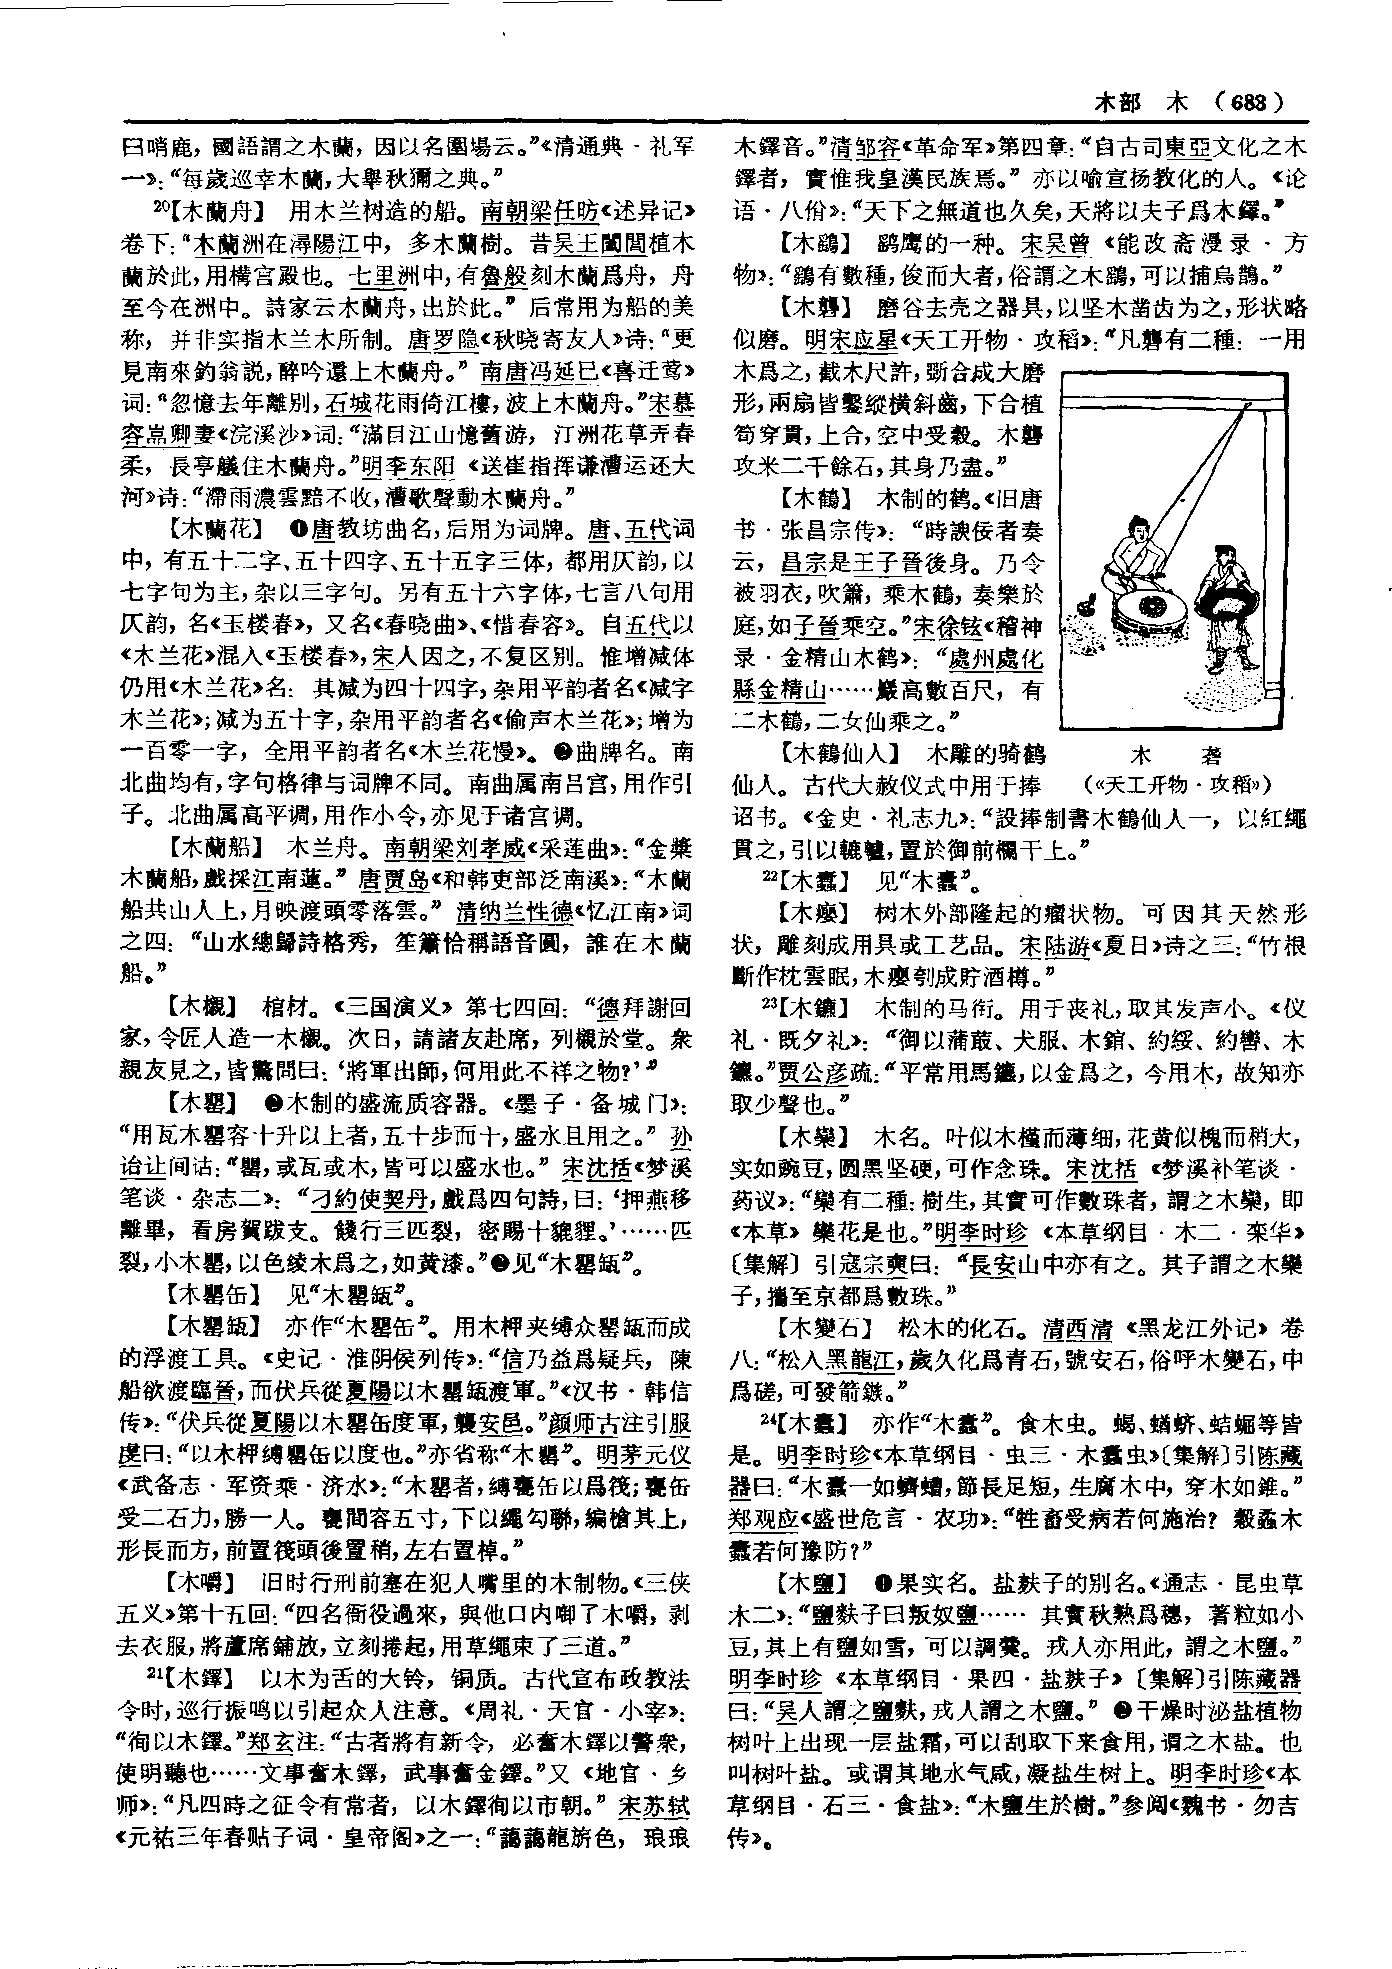 木部　木　（683）
曰哨鹿，國語謂之木蘭，因以名圍場云。”《清通典·礼军
一》：“每歲巡幸木蘭，大舉秋獮之典。”
20【木蘭舟】　用木兰树造的船。南朝梁任昉《述异记》
卷下：“木蘭洲在潯陽江中，多木蘭樹。昔吴王闔閭植木
蘭於此，用構宫殿也。七里洲中，有魯般刻木蘭爲舟，舟
至今在洲中。詩家云木蘭舟，出於此。”后常用为船的美
称，并非实指木兰木所制。唐罗隐《秋晓寄友人》诗：“更
見南來釣翁説，醉吟還上木蘭舟。”南唐冯延巳《喜迁莺》
词：“忽憶去年離别，石城花雨倚江樓，波上木蘭舟。”宋慕
容嵓卿妻《浣溪沙》词：“滿目江山憶舊游，汀洲花草弄春
柔，長亭艤住木蘭舟。”明李东阳《送崔指挥谦漕运还大
河》诗：“滯雨濃雲黯不收，漕歌聲動木蘭舟。”
【木蘭花】　❶唐教坊曲名，后用为词牌。唐、五代词
中，有五十二字、五十四字、五十五字三体，都用仄韵，以
七字句为主，杂以三字句。另有五十六字体，七言八句用
仄韵，名《玉楼春》，又名《春晓曲》、《惜春容》。自五代以
《木兰花》混入《玉楼春》，宋人因之，不复区别。惟增减体
仍用《木兰花》名：其减为四十四字，杂用平韵者名《减字
木兰花》；减为五十字，杂用平韵者名《偷声木兰花》；增为
一百零一字，全用平韵者名《木兰花慢》。❷曲牌名。南
北曲均有，字句格律与词牌不同。南曲属南吕宫，用作引
子。北曲属高平调，用作小令，亦见于诸宫调。
【木蘭船】　木兰舟。南朝梁刘孝威《采莲曲》：“金槳
木蘭船，戲採江南蓮。”唐贾岛《和韩吏部泛南溪》：“木蘭
船共山人上，月映渡頭零落雲。”清纳兰性德《忆江南》词
之四：“山水總歸詩格秀，笙簫恰稱語音圓，誰在木蘭
船。”
【木櫬】　棺材。《三国演义》第七四回：“德拜謝回
家，令匠人造一木櫬。次日，請諸友赴席，列櫬於堂。衆
親友見之，皆驚問曰：‘將軍出師，何用此不祥之物？’”
【木罌】　❶木制的盛流质容器。《墨子·备城门》：
“用瓦木罌容十升以上者，五十步而十，盛水且用之。”孙
诒让间诂：“罌，或瓦或木，皆可以盛水也。”宋沈括《梦溪
笔谈·杂志二》：“刁約使契丹，戲爲四句詩，曰：‘押燕移
離畢，看房賀跋支。餞行三匹裂，密賜十貔貍。’……匹
裂，小木罌，以色绫木爲之，如黄漆。”❷见“木罌缻”。
【木罌缶】　见“木罌缻”。
【木罌缻】　亦作“木罌缶”。用木柙夹缚众罌缻而成
的浮渡工具。《史记·淮阴侯列传》：“信乃益爲疑兵，陳
船欲渡臨晉，而伏兵從夏陽以木罌缻渡軍。”《汉书·韩信
传》：“伏兵從夏陽以木罌缶度軍，襲安邑。”颜师古注引服
虔曰：“以木柙缚罌缶以度也。”亦省称“木罌”。明茅元仪
《武备志·军资乘·济水》：“木罌者，縛甕缶以爲筏；甕缶
受二石力，勝一人。甕間容五寸，下以繩勾聯，編槍其上，
形長而方，前置筏頭後置稍，左右置棹。”
【木嚼】　旧时行刑前塞在犯人嘴里的木制物。《三侠
五义》第十五回：“四名衙役過來，與他口内啣了木嚼，剥
去衣服，將蘆席鋪放，立刻捲起，用草繩束了三道。”
21【木鐸】　以木为舌的大铃，铜质。古代宣布政教法
令时，巡行振鸣以引起众人注意。《周礼·天官·小宰》：
“徇以木鐸。”郑玄注：“古者將有新令，必奮木鐸以警衆，
使明聽也……文事奮木鐸，武事奮金鐸。”又《地官·乡
师》：“凡四時之征令有常者，以木鐸徇以市朝。”宋苏轼
《元祐三年春贴子词·皇帝阁》之一：“藹藹龍旂色，琅琅
木鐸音。”清邹容《革命军》第四章：“自古司東亞文化之木
鐸者，實惟我皇漢民族焉。”亦以喻宣扬教化的人。《论
语·八佾》：“天下之無道也久矣，天將以夫子爲木鐸。”
【木鷂】　鹞鹰的一种。宋吴曾《能改斋漫录·方
物》：“鷂有數種，俊而大者，俗謂之木鷂，可以捕烏鵲。”
【木礱】　磨谷去壳之器具，以坚木凿齿为之，形状略
似磨。明宋应星《天工开物·攻稻》：“凡礱有二種：一用
木爲之，截木尺許，斲合成大磨
形，兩扇皆鑿縱横斜齒，下合植
筍穿貫，上合，空中受穀。木礱
攻米二千餘石，其身乃盡。”
【木鶴】　木制的鹤。《旧唐
书·张昌宗传》：“時諛佞者奏
云，昌宗是王子晉後身。乃令
被羽衣，吹簫，乘木鶴，奏樂於
庭，如子晉乘空。”宋徐铉《稽神
录·金精山木鹤》：“處州處化
縣金精山……巖高數百尺，有
二木鶴，二女仙乘之。”
【木鶴仙人】　木雕的骑鹤
仙人。古代大赦仪式中用于捧
木　礱
（《天工开物·攻稻》）
诏书。《金史·礼志九》：“設捧制書木鶴仙人一，以紅繩
貫之，引以轆轤，置於御前欄干上。”
22【木蠧】　见“木蠹”。
【木癭】　树木外部隆起的瘤状物。可因其天然形
状，雕刻成用具或工艺品。宋陆游《夏日》诗之三：“竹根
斷作枕雲眠，木癭刳成貯酒樽。”
23【木鑣】　木制的马衔。用于丧礼，取其发声小。《仪
礼·既夕礼》：“御以蒲菆、犬服、木錧、約綏、約轡、木
鑣。”贾公彦疏：“平常用馬鑣，以金爲之，今用木，故知亦
取少聲也。”
【木欒】　木名。叶似木槿而薄细，花黄似槐而稍大，
实如豌豆，圆黑坚硬，可作念珠。宋沈括《梦溪补笔谈·
药议》：“欒有二種：樹生，其實可作數珠者，謂之木欒，即
《本草》欒花是也。”明李时珍《本草纲目·木二·栾华》
〔集解〕引寇宗奭曰：“長安山中亦有之。其子謂之木欒
子，攜至京都爲數珠。”
【木變石】　松木的化石。清西清《黑龙江外记》卷
八：“松入黑龍江，歲久化爲青石，號安石，俗呼木變石，中
爲磋，可發箭鏃。”
24【木蠹】　亦作“木蠧”。食木虫。蝎、蝤蛴、蛣崛等皆
是。明李时珍《本草纲目·虫三·木蠹虫》〔集解〕引陈藏
器曰：“木蠹一如蠐螬，節長足短，生腐木中，穿木如錐。”
郑观应《盛世危言·农功》：“牲畜受病若何施治？穀蟊木
蠹若何豫防？”
【木鹽】　❶果实名。盐麸子的别名。《通志·昆虫草
木二》：“鹽麩子曰叛奴鹽……其實秋熟爲穗，著粒如小
豆，其上有鹽如雪，可以調羹。戎人亦用此，謂之木鹽。”
明李时珍《本草纲目·果四·盐麸子》〔集解〕引陈藏器
曰：“吴人謂之鹽麩，戎人謂之木鹽。”❷干燥时泌盐植物
树叶上出现一层盐霜，可以刮取下来食用，谓之木盐。也
叫树叶盐。或谓其地水气咸，凝盐生树上。明李时珍《本
草纲目·石三·食盐》：“木鹽生於樹。”参阅《魏书·勿吉
传》。